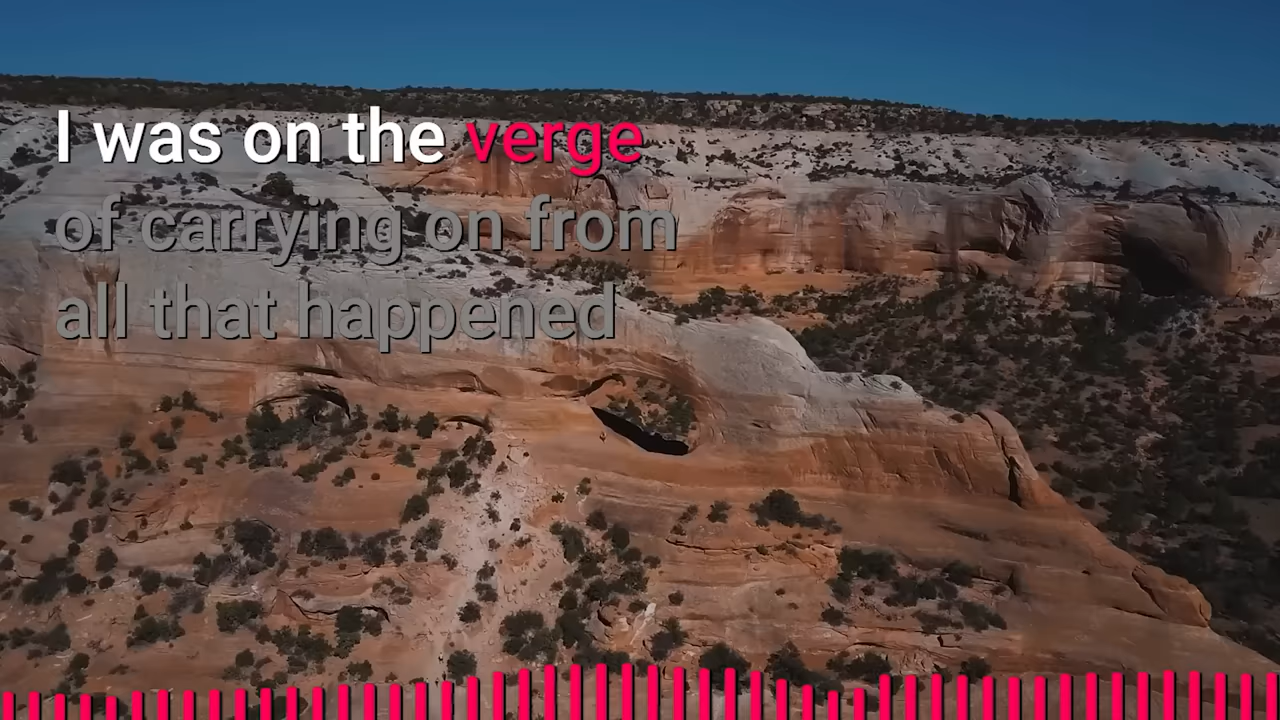 I was on the verge
of carrying on from
all that happened